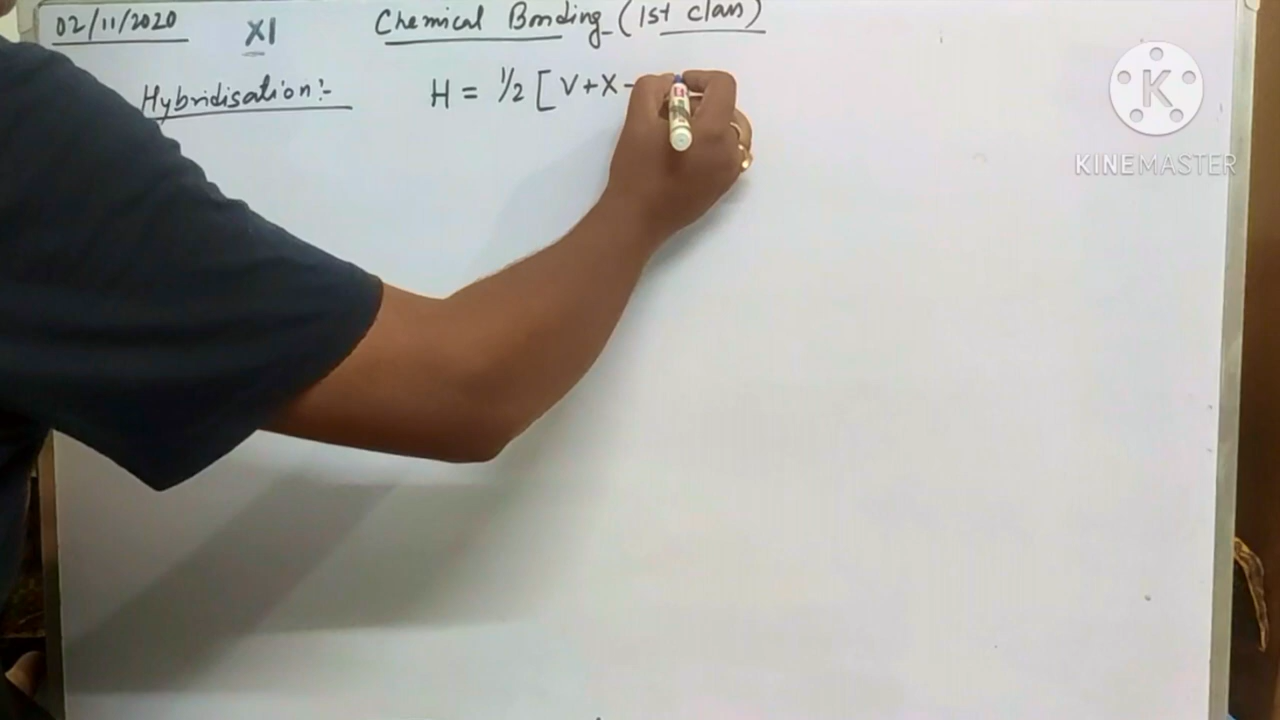 02/11/2020 XI Chemical Bonding (1st class)
Hybridisation:- H = 1/2 [V+X-
K
KINEMASTER